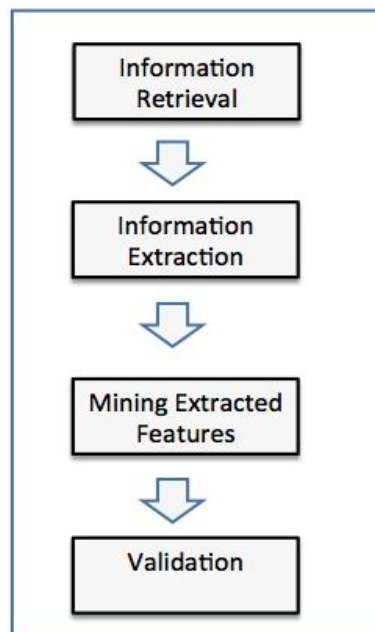 Information
Retrieval
Information
Extraction
Mining Extracted
Features
Validation